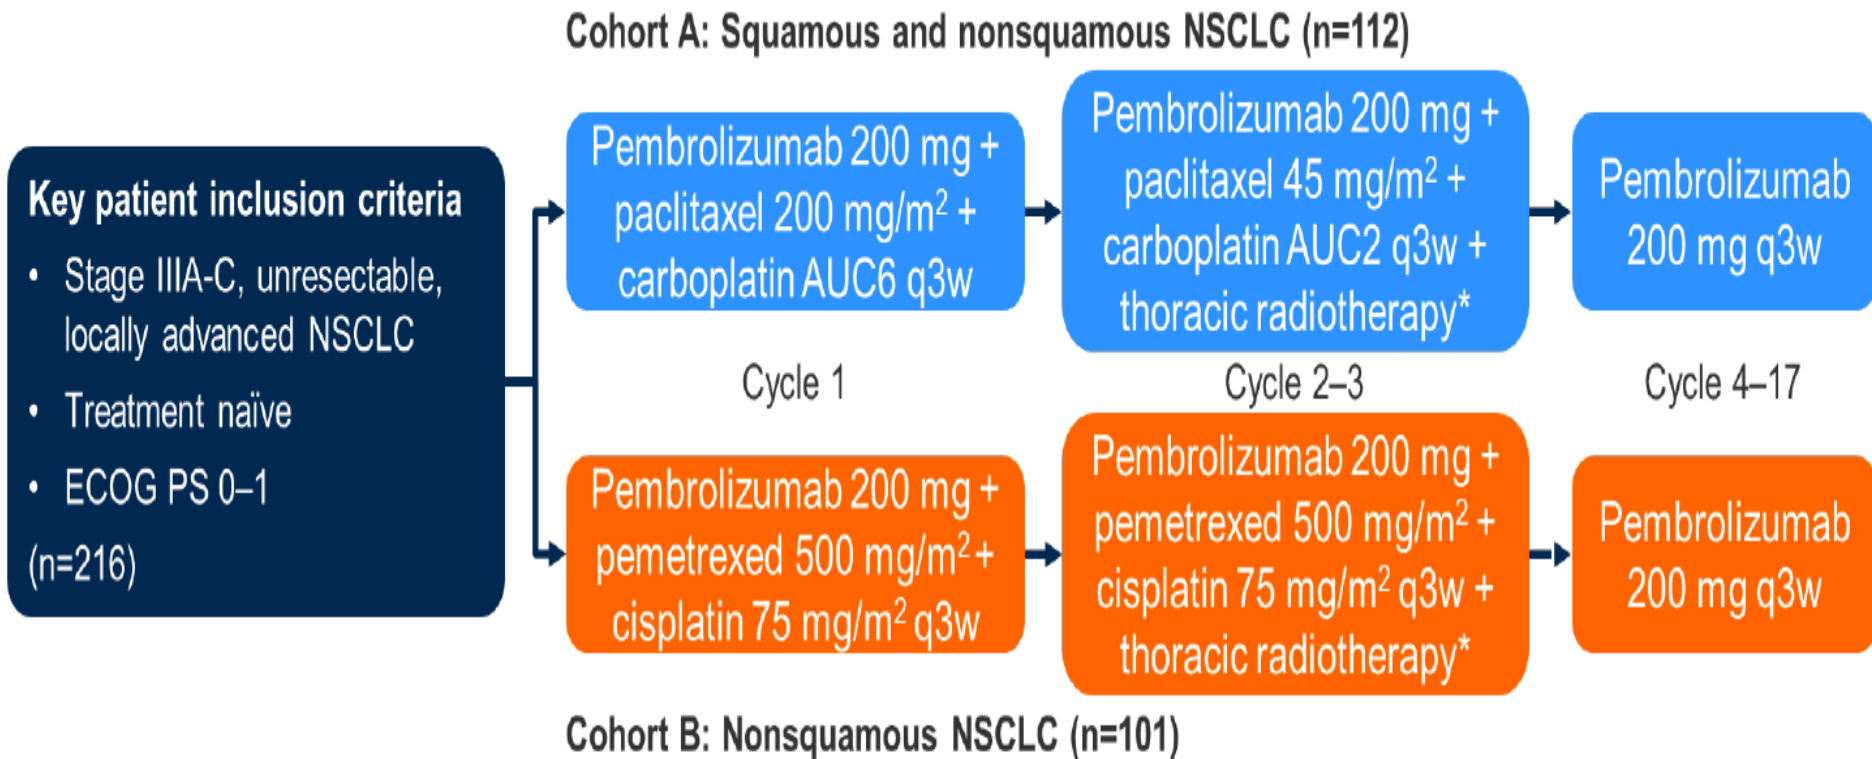 Cohort A: Squamous and nonsquamous NSCLC (n=112)
Key patient inclusion criteria
• Stage IIIA-C, unresectable,
locally advanced NSCLC
• Treatment naïve
• ECOG PS 0–1
(n=216)
Pembrolizumab 200 mg +
paclitaxel 200 mg/m² +
carboplatin AUC6 q3w
Pembrolizumab 200 mg +
paclitaxel 45 mg/m² +
carboplatin AUC2 q3w +
thoracic radiotherapy*
Pembrolizumab
200 mg q3w
Cycle 1
Cycle 2–3
Cycle 4–17
Pembrolizumab 200 mg +
pemetrexed 500 mg/m² +
cisplatin 75 mg/m² q3w
Pembrolizumab 200 mg +
pemetrexed 500 mg/m² +
cisplatin 75 mg/m² q3w +
thoracic radiotherapy*
Pembrolizumab
200 mg q3w
Cohort B: Nonsquamous NSCLC (n=101)